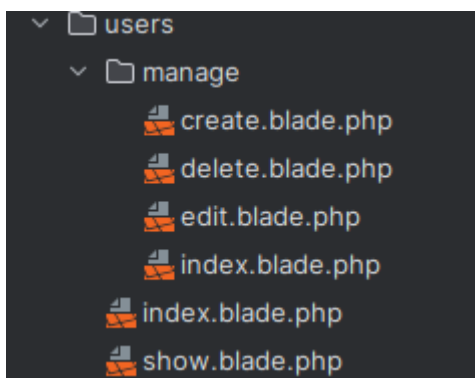 users
manage
create.blade.php
delete.blade.php
edit.blade.php
index.blade.php
index.blade.php
show.blade.php